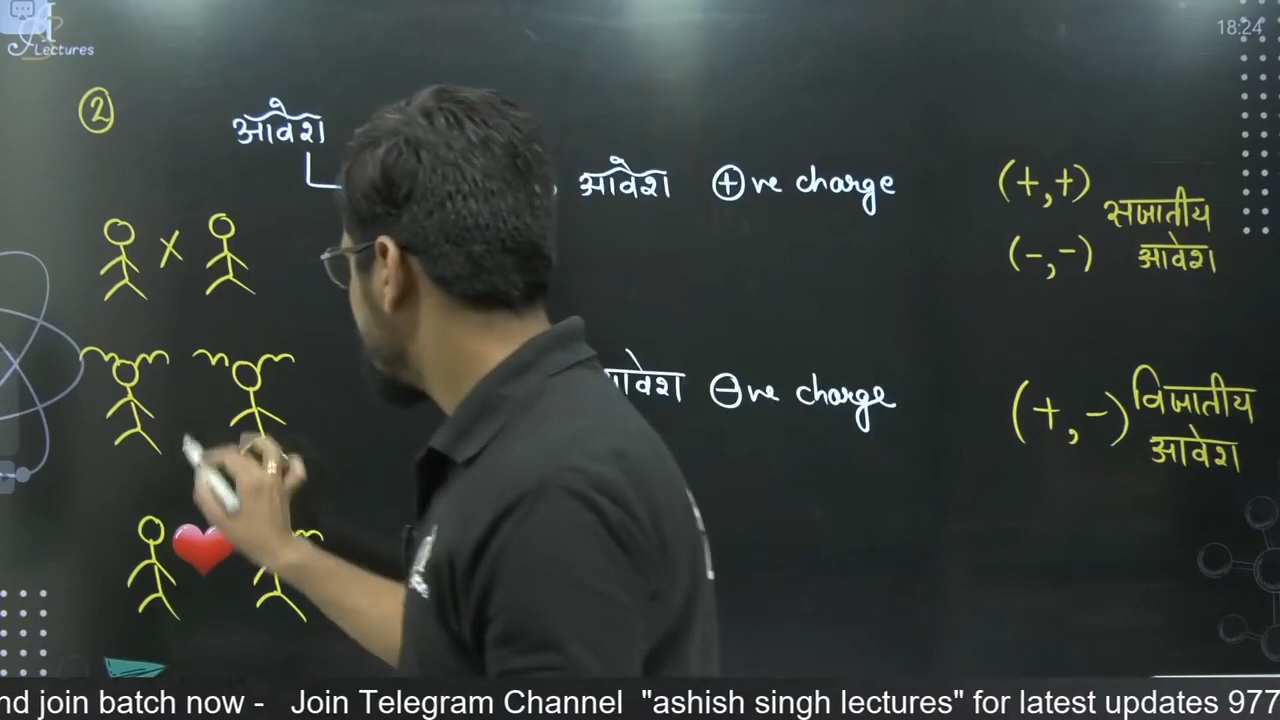 Lectures
18:24
②
आवेश
आवेश ⊕ve charge
(+,+)
(-,-)
सजातीय
आवेश
आवेश ⊖ve charge
(+,-)
विजातीय
आवेश
join batch now - Join Telegram Channel "ashish singh lectures" for latest updates 977